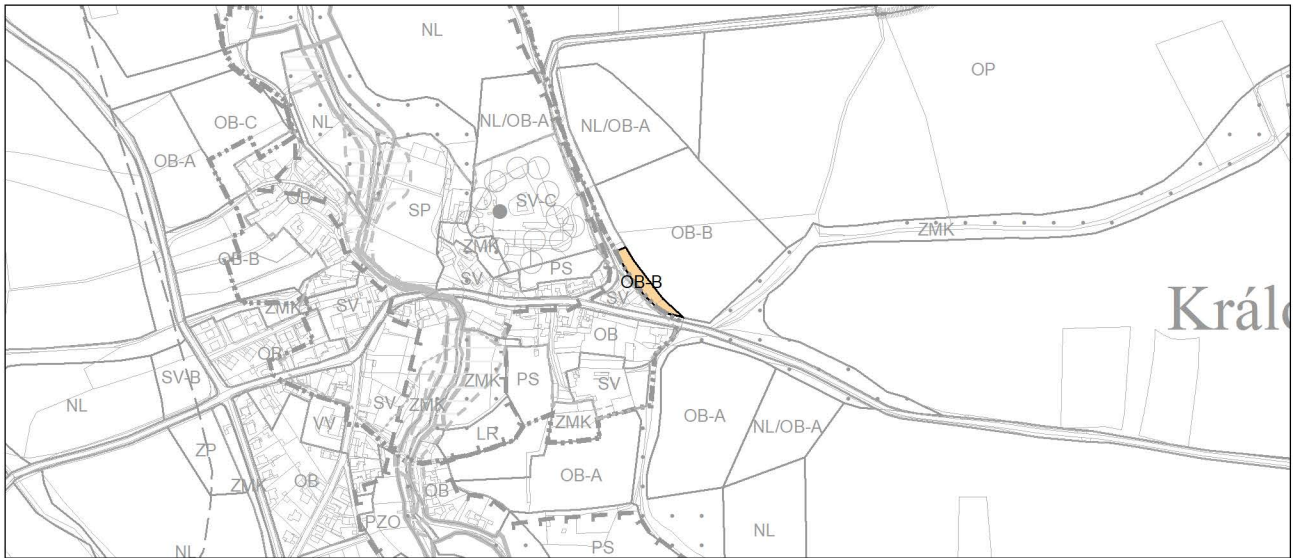 NL
OP
OB-C
NL
NL/OB-A
NL/OB-A
OB-A
OB
SP
SV-C
OB-B
ZMK
ZMK
OB-B
SV
PS
OB-B
SV
Králo
ZMK
SV
OB
OB
SV-B
NL
SV
ZMK
ZMK
PS
SV
VV
LR
ZMK
OB-A
NL/OB-A
ZP
ZMK
OB
OB
OB-A
PZO
NL
PS
NL